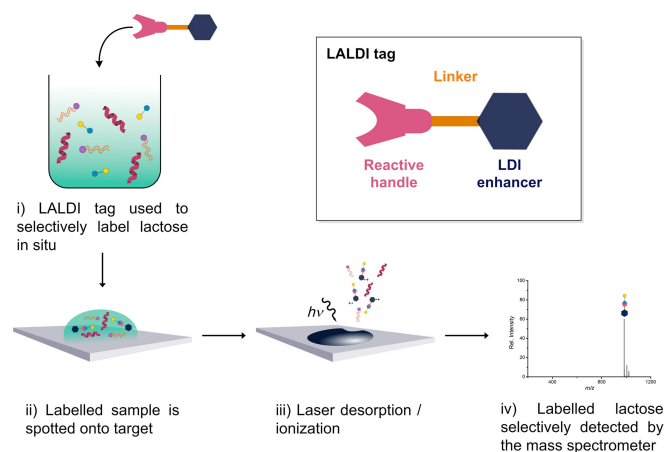 LALDI tag
Linker
Reactive
handle
LDI
enhancer
i) LALDI tag used to
selectively label lactose
in situ
hν
ii) Labelled sample is
spotted onto target
iii) Laser desorption /
ionization
Rel. Intensity
100
80
60
40
20
0
200
600
1200
m/z
iv) Labelled lactose
selectively detected by
the mass spectrometer